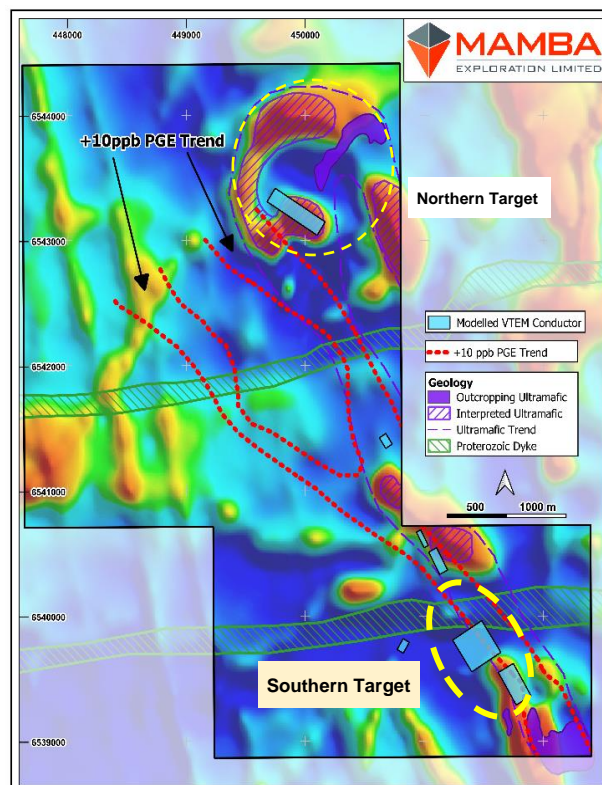 448000
449000
450000
MAMBA
EXPLORATION LIMITED
6544000
+10ppb PGE Trend
Northern Target
6543000
Modelled VTEM Conductor
+10 ppb PGE Trend
6542000
Geology
Outcropping Ultramafic
Interpreted Ultramafic
Ultramafic Trend
Proterozoic Dyke
6541000
500 1000 m
6540000
Southern Target
6539000